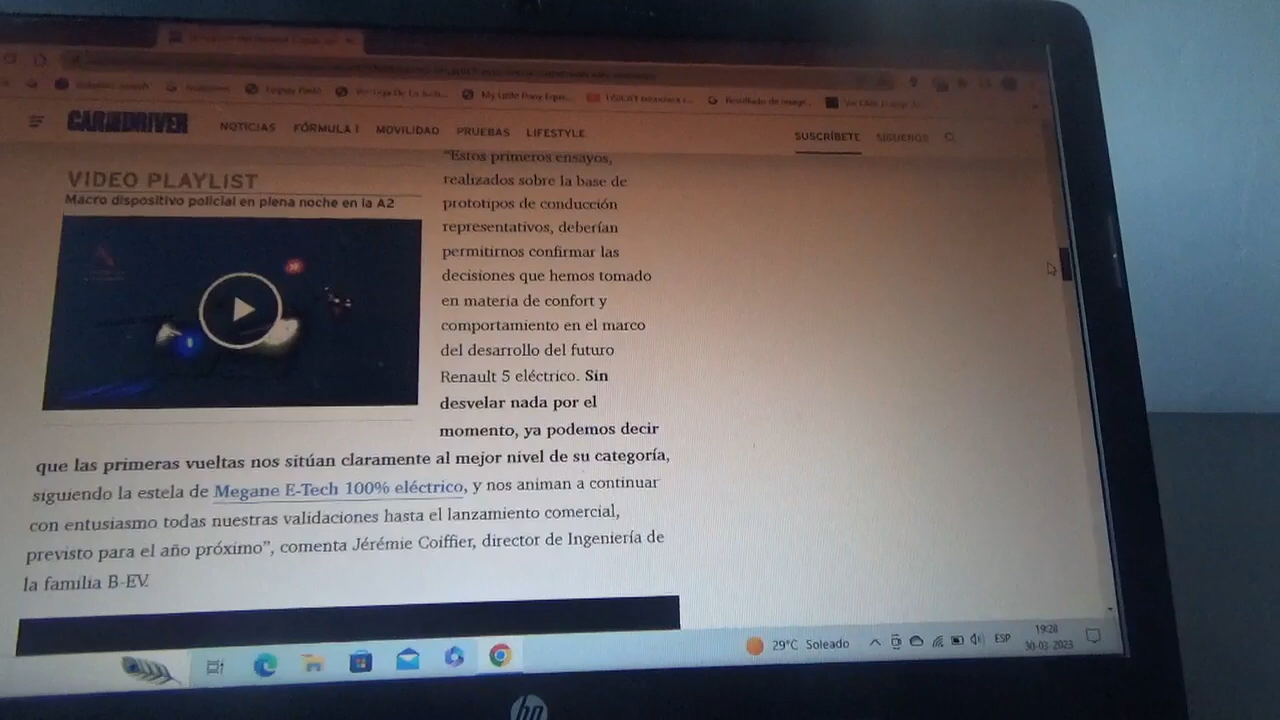 CAR AND DRIVER
NOTICIAS FÓRMULA 1 MOVILIDAD PRUEBAS LIFESTYLE
SUSCRÍBETE SÍGUENOS
VIDEO PLAYLIST
Macro dispositivo policial en plena noche en la A2
“Estos primeros ensayos,
realizados sobre la base de
prototipos de conducción
representativos, deberían
permitirnos confirmar las
decisiones que hemos tomado
en materia de confort y
comportamiento en el marco
del desarrollo del futuro
Renault 5 eléctrico. Sin
desvelar nada por el
momento, ya podemos decir
que las primeras vueltas nos sitúan claramente al mejor nivel de su categoría,
siguiendo la estela de Megane E-Tech 100% eléctrico, y nos animan a continuar
con entusiasmo todas nuestras validaciones hasta el lanzamiento comercial,
previsto para el año próximo”, comenta Jérémie Coiffier, director de Ingeniería de
la familia B-EV.
29°C Soleado
ESP
19:28
30-03-2023
hp